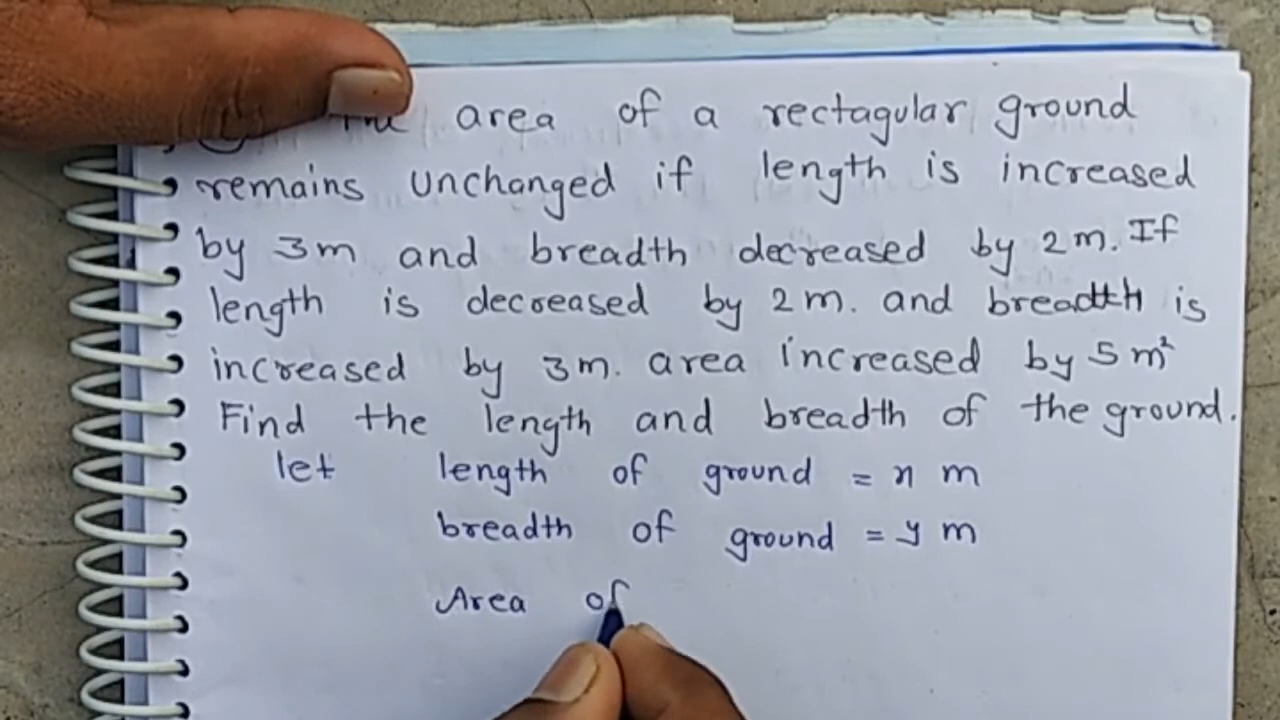 The area of a rectagular ground
remains unchanged if length is increased
by 3m and breadth decreased by 2m. If
length is decreased by 2m. and breadth is
increased by 3m. area increased by 5m²
Find the length and breadth of the ground.
let length of ground = x m
breadth of ground = y m
Area of